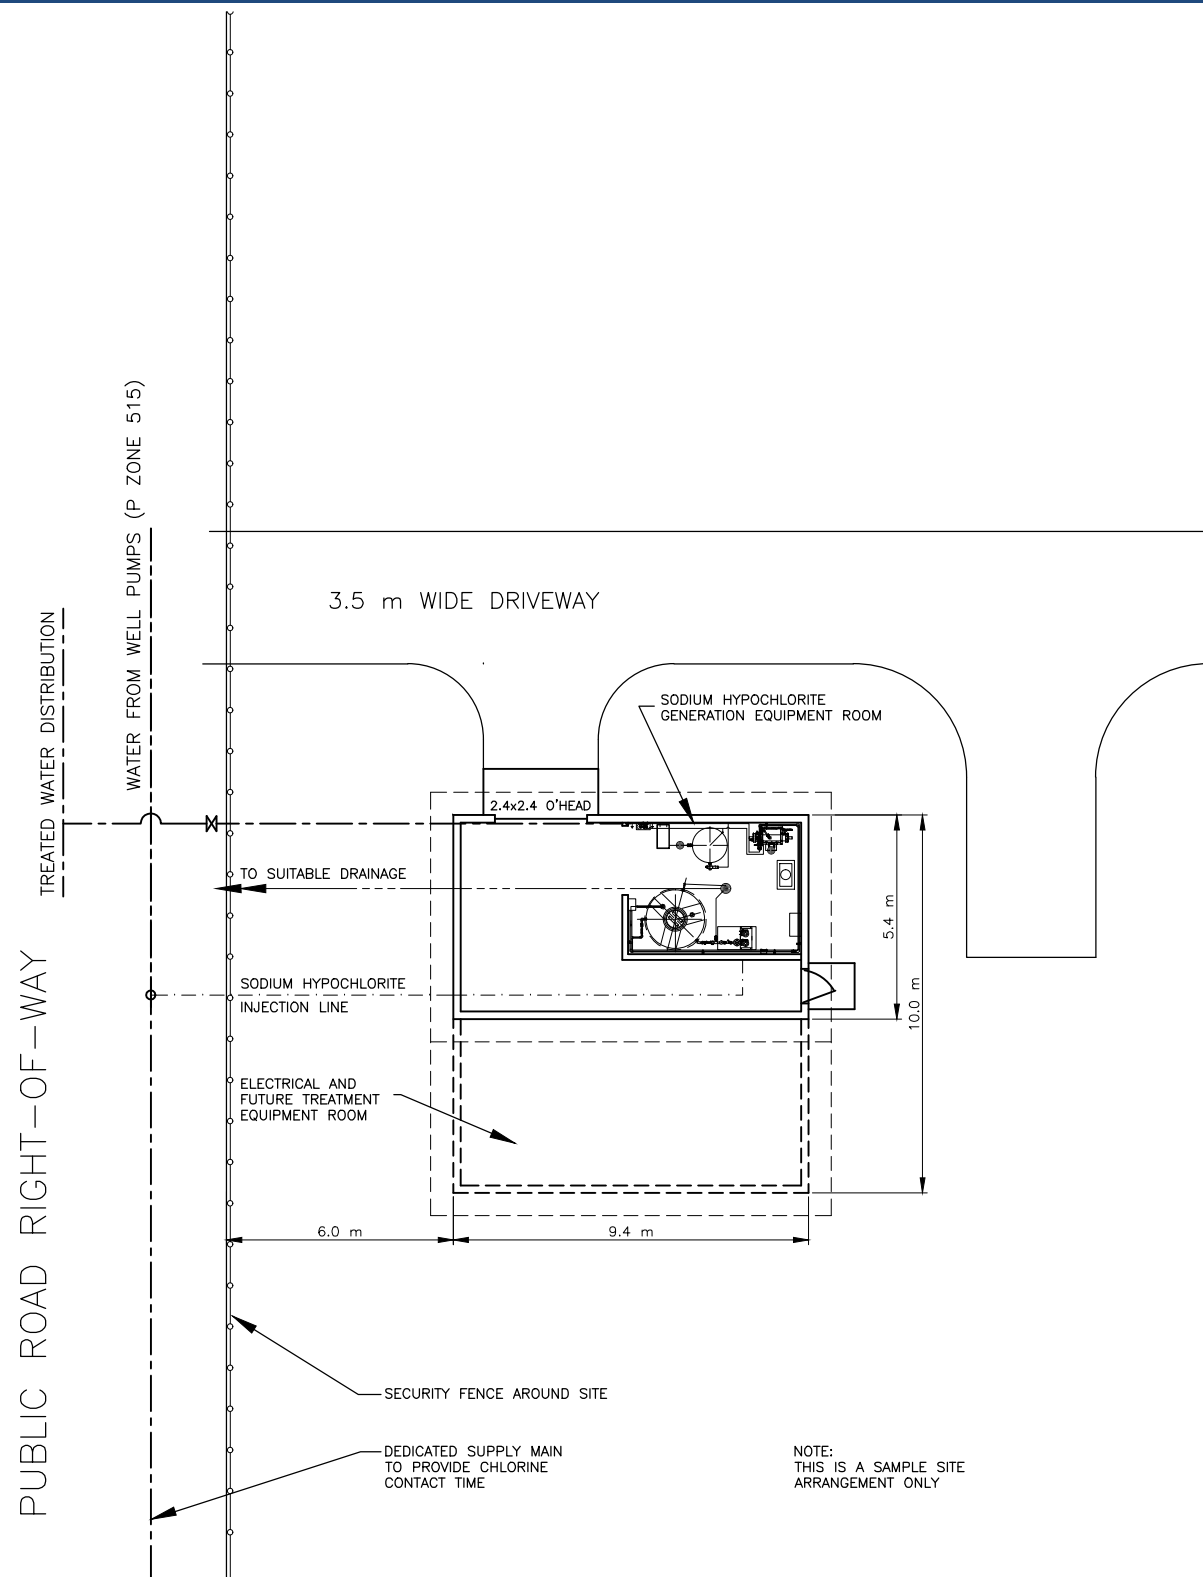 WATER FROM WELL PUMPS (P ZONE 515)
TREATED WATER DISTRIBUTION
PUBLIC ROAD RIGHT-OF-WAY
3.5 m WIDE DRIVEWAY
SODIUM HYPOCHLORITE
GENERATION EQUIPMENT ROOM
2.4x2.4 O'HEAD
TO SUITABLE DRAINAGE
5.4 m
10.0 m
SODIUM HYPOCHLORITE
INJECTION LINE
ELECTRICAL AND
FUTURE TREATMENT
EQUIPMENT ROOM
6.0 m
9.4 m
SECURITY FENCE AROUND SITE
DEDICATED SUPPLY MAIN
TO PROVIDE CHLORINE
CONTACT TIME
NOTE:
THIS IS A SAMPLE SITE
ARRANGEMENT ONLY